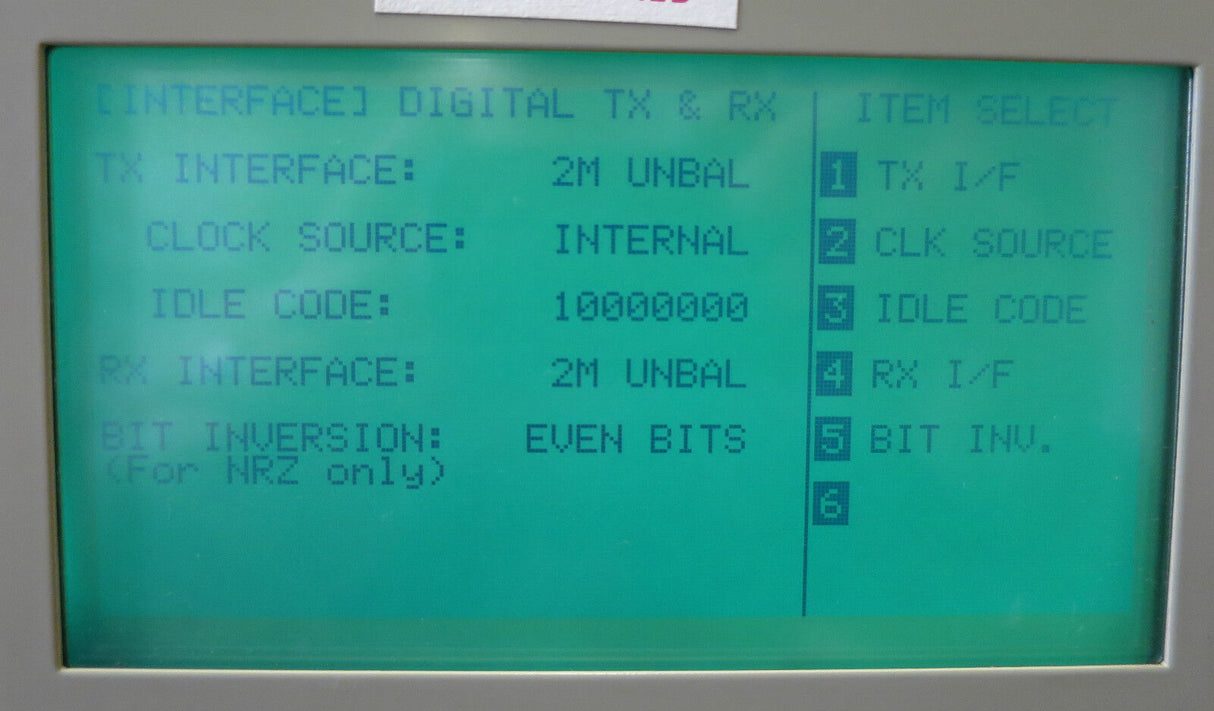 [INTERFACE] DIGITAL TX & RX
TX INTERFACE: 2M UNBAL
CLOCK SOURCE: INTERNAL
IDLE CODE: 10000000
RX INTERFACE: 2M UNBAL
BIT INVERSION: EVEN BITS
(For NRZ only)
ITEM SELECT
1 TX I/F
2 CLK SOURCE
3 IDLE CODE
4 RX I/F
5 BIT INV.
6